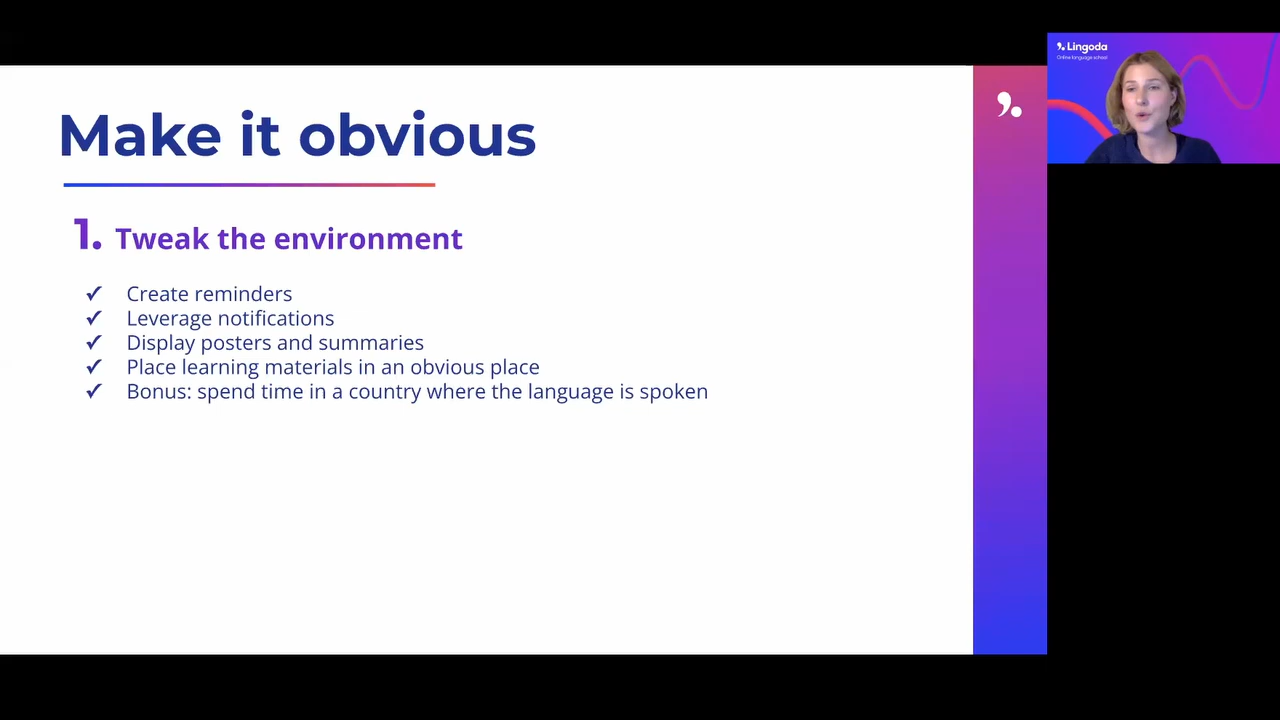 Make it obvious
1. Tweak the environment
✓ Create reminders
✓ Leverage notifications
✓ Display posters and summaries
✓ Place learning materials in an obvious place
✓ Bonus: spend time in a country where the language is spoken
Lingoda
Online language school